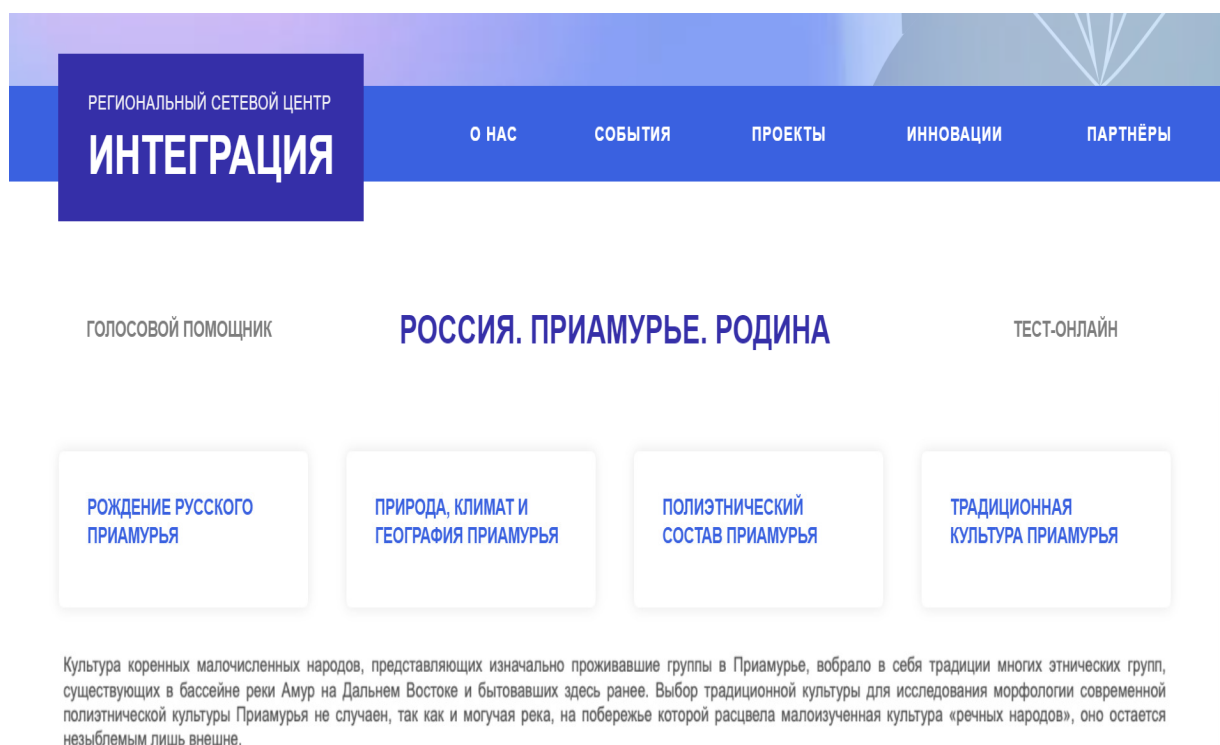 РЕГИОНАЛЬНЫЙ СЕТЕВОЙ ЦЕНТР
ИНТЕГРАЦИЯ
О НАС СОБЫТИЯ ПРОЕКТЫ ИННОВАЦИИ ПАРТНЁРЫ
ГОЛОСОВОЙ ПОМОЩНИК
РОССИЯ. ПРИАМУРЬЕ. РОДИНА
ТЕСТ-ОНЛАЙН
РОЖДЕНИЕ РУССКОГО
ПРИАМУРЬЯ
ПРИРОДА, КЛИМАТ И
ГЕОГРАФИЯ ПРИАМУРЬЯ
ПОЛИЭТНИЧЕСКИЙ
СОСТАВ ПРИАМУРЬЯ
ТРАДИЦИОННАЯ
КУЛЬТУРА ПРИАМУРЬЯ
Культура коренных малочисленных народов, представляющих изначально проживавшие группы в Приамурье, вобрало в себя традиции многих этнических групп,
существующих в бассейне реки Амур на Дальнем Востоке и бытовавших здесь ранее. Выбор традиционной культуры для исследования морфологии современной
полиэтнической культуры Приамурья не случаен, так как и могучая река, на побережье которой расцвела малоизученная культура «речных народов», оно остается
незыблемым лишь внешне.